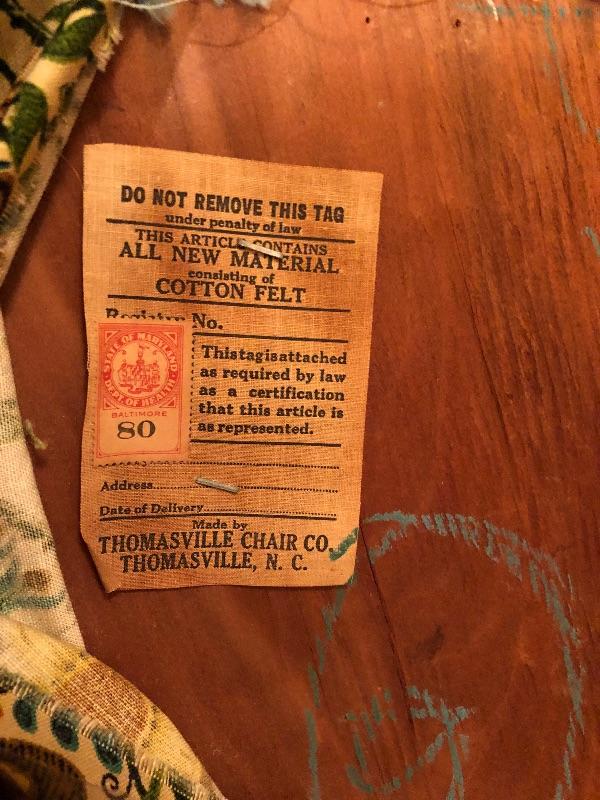 DO NOT REMOVE THIS TAG
under penalty of law
THIS ARTICLE CONTAINS
ALL NEW MATERIAL
consisting of
COTTON FELT
Register No.
STATE OF MARYLAND
DEPT. OF HEALTH
BALTIMORE
80
This tag is attached
as required by law
as a certification
that this article is
as represented.
Address
Date of Delivery
Made by
THOMASVILLE CHAIR CO.
THOMASVILLE, N. C.